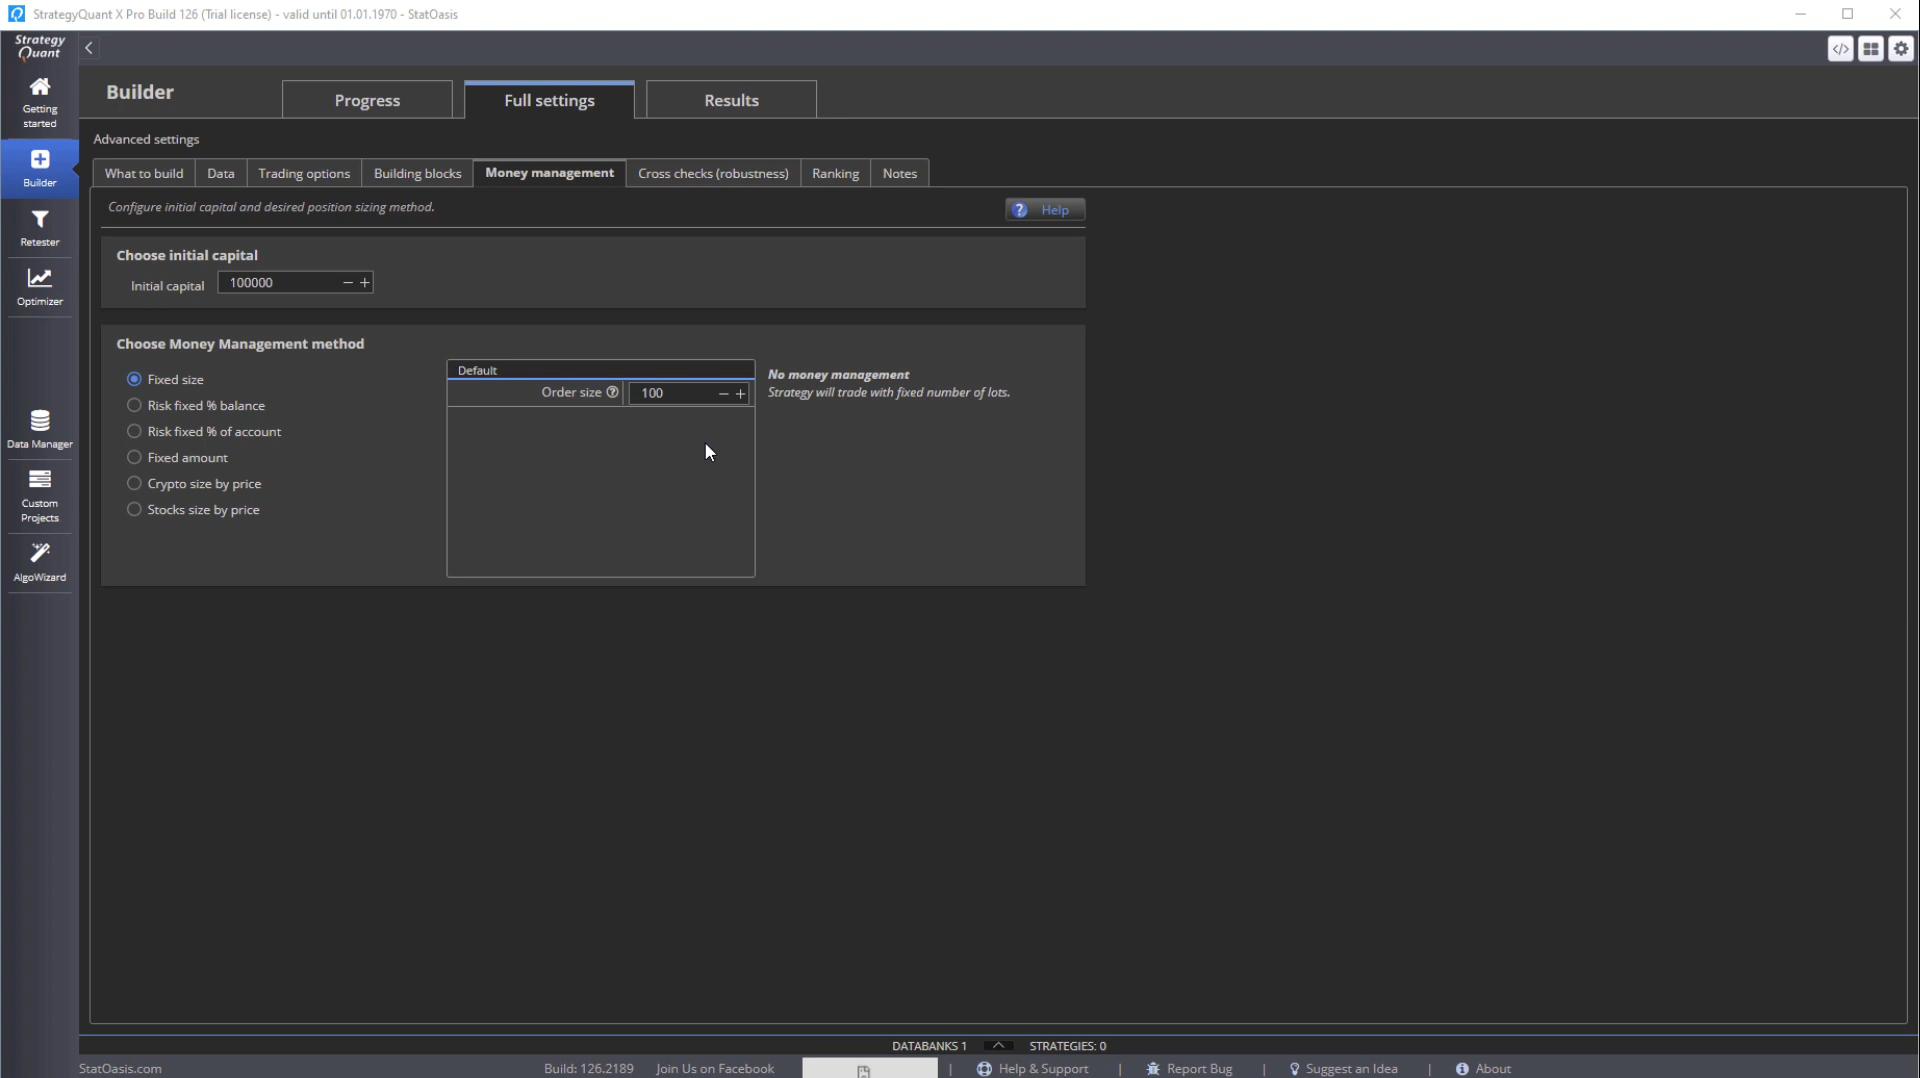 StrategyQuant X Pro Build 126 (Trial license) - valid until 01.01.1970 - StatOasis
Strategy
Quant
Getting
started
Builder
Retester
Optimizer
Data Manager
Custom
Projects
AlgoWizard
Builder
Progress
Full settings
Results
Advanced settings
What to build
Data
Trading options
Building blocks
Money management
Cross checks (robustness)
Ranking
Notes
Configure initial capital and desired position sizing method.
? Help
Choose initial capital
Initial capital 100000 − +
Choose Money Management method
Fixed size
Risk fixed % balance
Risk fixed % of account
Fixed amount
Crypto size by price
Stocks size by price
Default
Order size ? 100 − +
No money management
Strategy will trade with fixed number of lots.
DATABANKS 1
STRATEGIES: 0
StatOasis.com
Build: 126.2189
Join Us on Facebook
| Help & Support
| Report Bug
| Suggest an Idea
| About